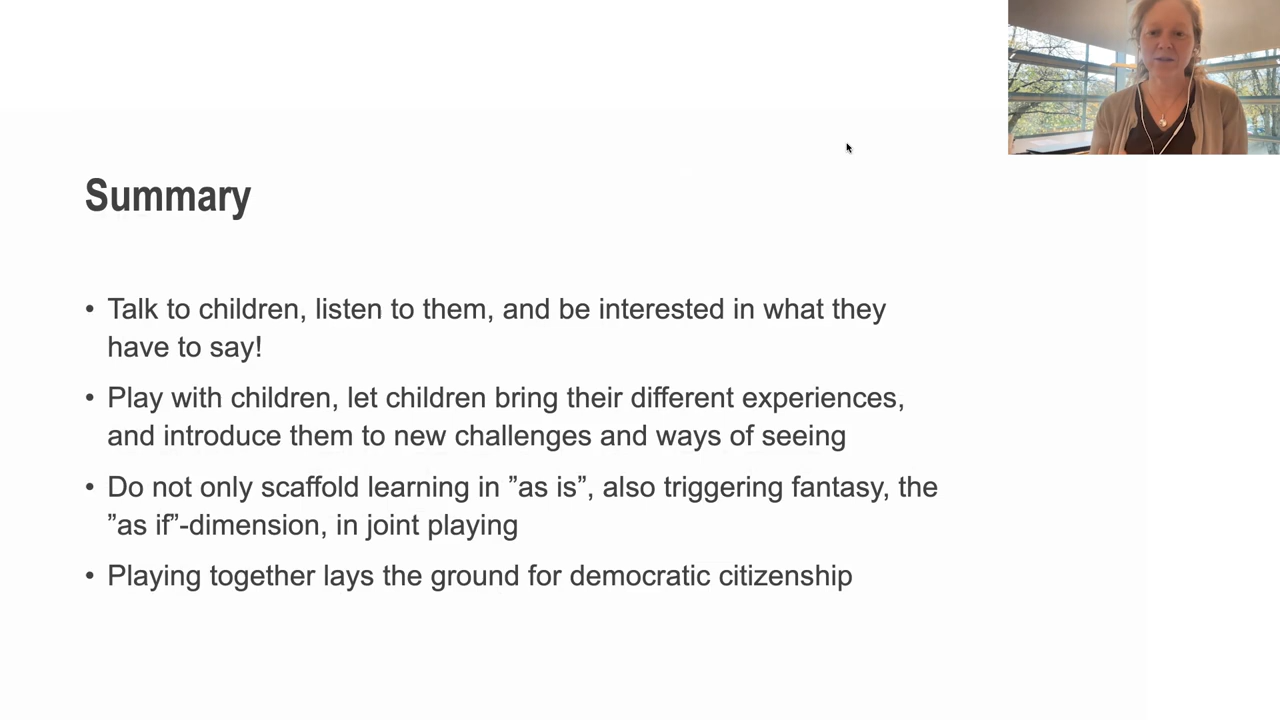 Summary
• Talk to children, listen to them, and be interested in what they
have to say!
• Play with children, let children bring their different experiences,
and introduce them to new challenges and ways of seeing
• Do not only scaffold learning in ”as is”, also triggering fantasy, the
”as if”-dimension, in joint playing
• Playing together lays the ground for democratic citizenship